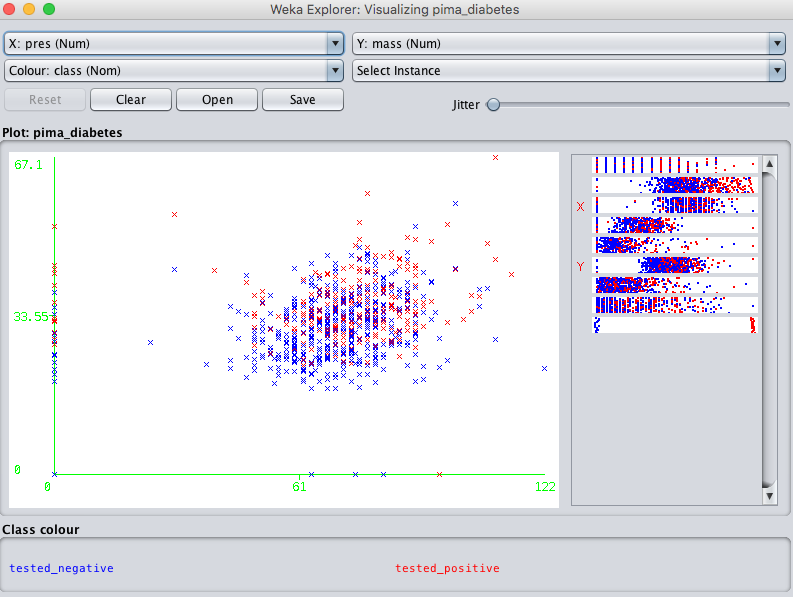 Weka Explorer: Visualizing pima_diabetes
X: pres (Num)
Y: mass (Num)
Colour: class (Nom)
Select Instance
Reset
Clear
Open
Save
Jitter
Plot: pima_diabetes
67.1
33.55
0
0
61
122
X
Y
Class colour
tested_negative
tested_positive